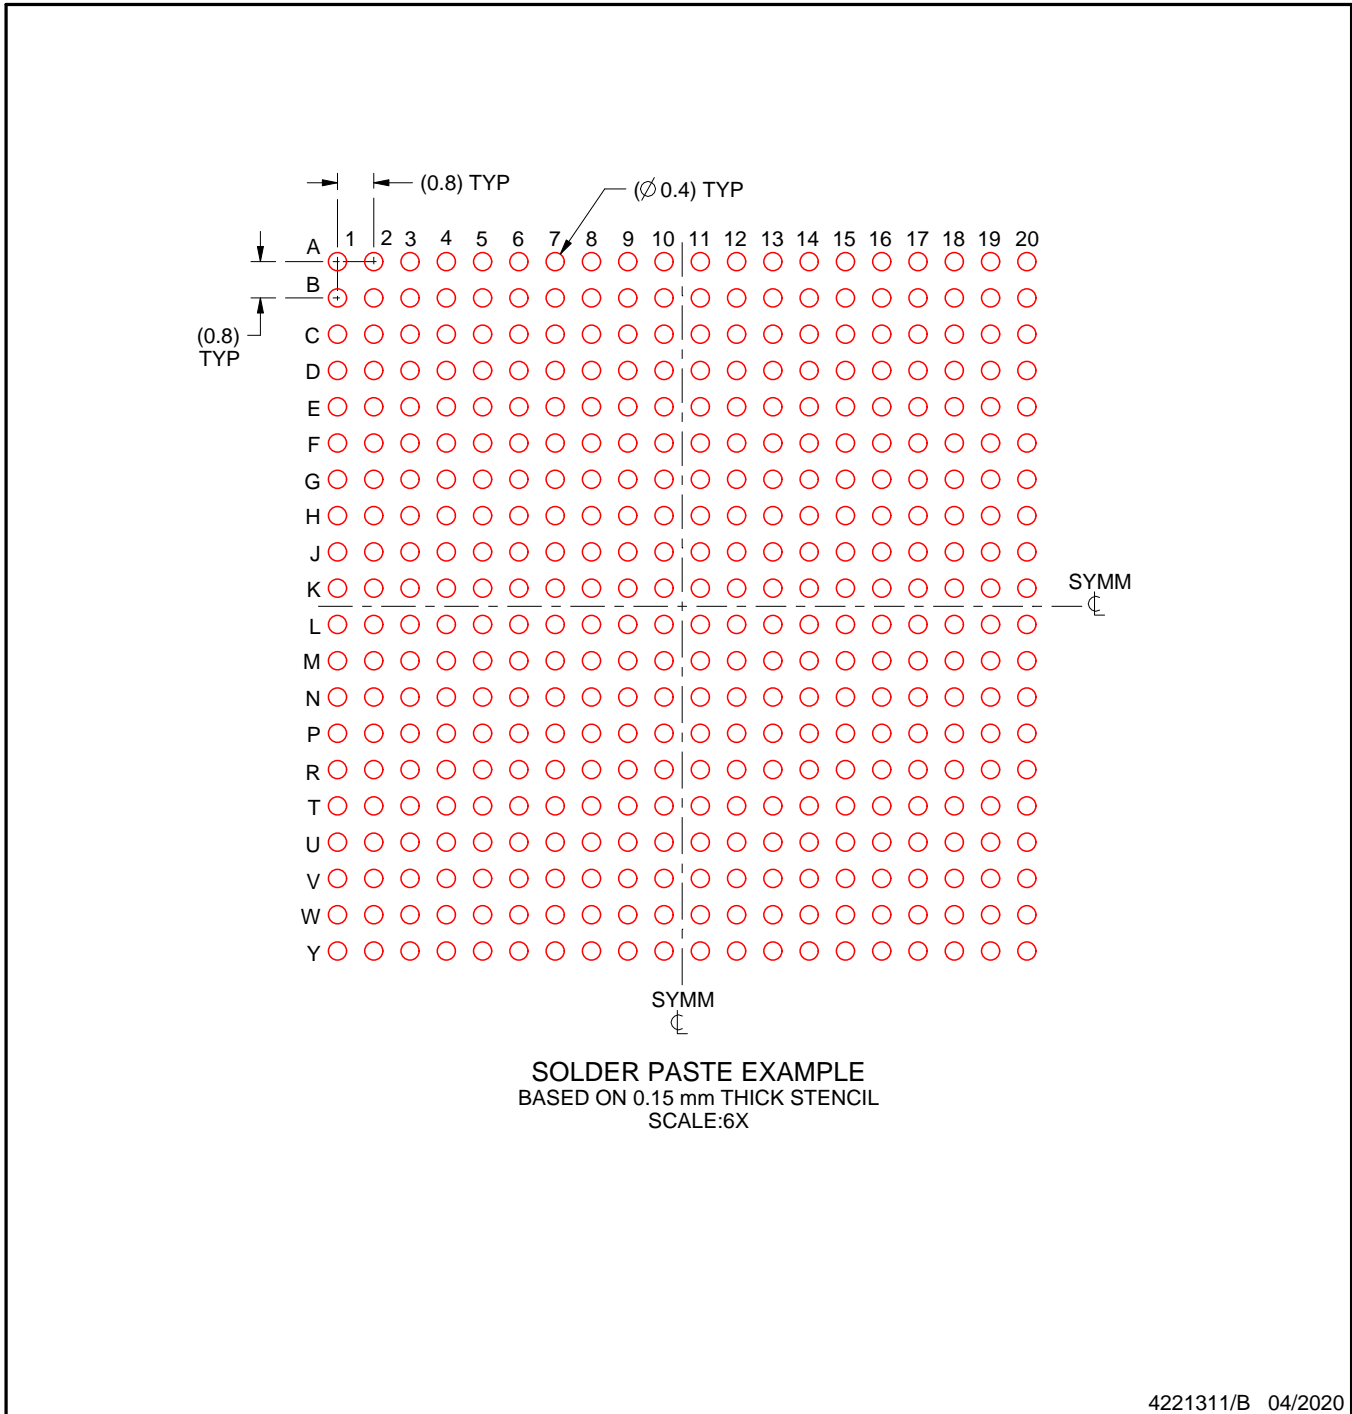 (0.8) TYP
(∅ 0.4) TYP
1 2 3 4 5 6 7 8 9 10 11 12 13 14 15 16 17 18 19 20
A
B
(0.8)
TYP
C
D
E
F
G
H
J
K
SYMM
℄
L
M
N
P
R
T
U
V
W
Y
SYMM
℄
SOLDER PASTE EXAMPLE
BASED ON 0.15 mm THICK STENCIL
SCALE:6X
4221311/B 04/2020